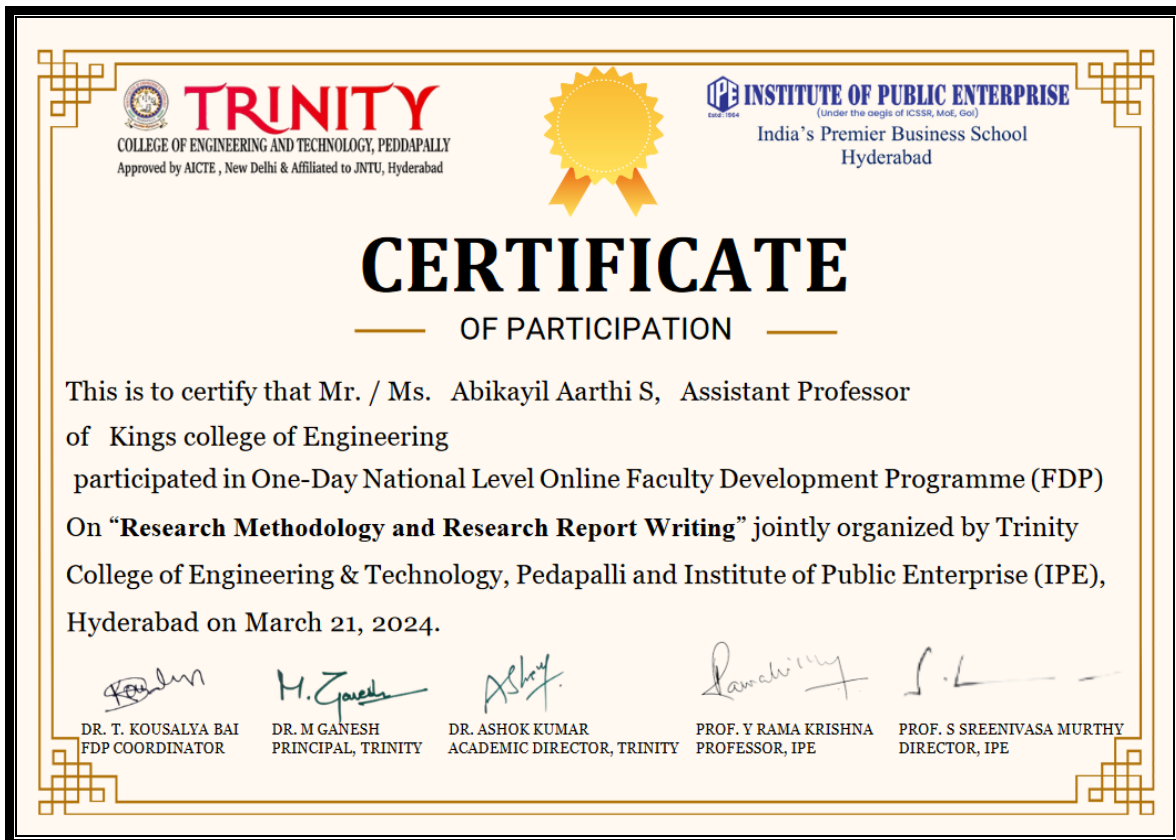 TRINITY
COLLEGE OF ENGINEERING AND TECHNOLOGY, PEDDAPALLY
Approved by AICTE , New Delhi & Affiliated to JNTU, Hyderabad
IPE
Estd : 1964
INSTITUTE OF PUBLIC ENTERPRISE
(Under the aegis of ICSSR, MoE, GoI)
India's Premier Business School
Hyderabad
CERTIFICATE
OF PARTICIPATION
This is to certify that Mr. / Ms. Abikayil Aarthi S, Assistant Professor
of Kings college of Engineering
participated in One-Day National Level Online Faculty Development Programme (FDP)
On “Research Methodology and Research Report Writing” jointly organized by Trinity
College of Engineering & Technology, Pedapalli and Institute of Public Enterprise (IPE),
Hyderabad on March 21, 2024.
M. Ganesh
DR. T. KOUSALYA BAI
FDP COORDINATOR
DR. M GANESH
PRINCIPAL, TRINITY
DR. ASHOK KUMAR
ACADEMIC DIRECTOR, TRINITY
PROF. Y RAMA KRISHNA
PROFESSOR, IPE
PROF. S SREENIVASA MURTHY
DIRECTOR, IPE